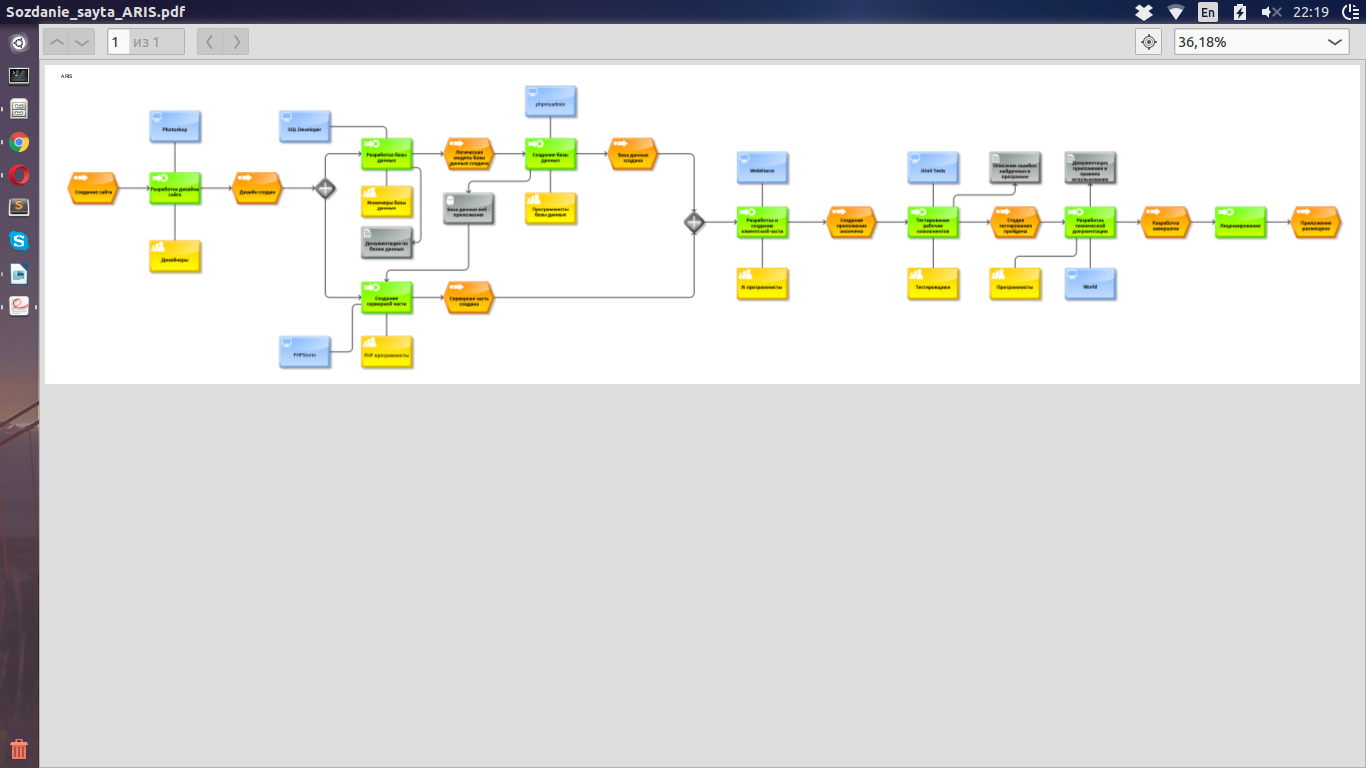 Sozdanie_sayta_ARIS.pdf
En
22:19
1 из 1
36,18%
ARIS
Photoshop
SQL Developer
phpmyadmin
Разработка базы
данных
Логическая
модель базы
данных создана
Создание базы
данных
База данных
создана
WebStorm
JUnit Tests
Описание ошибок
найденных в
программе
Документация
приложения и
правила
использования
Создание сайта
Разработка дизайна
сайта
Дизайн создан
Инженеры базы
данных
База данных веб
приложения
Программисты
базы данных
Разработка и
создание
клиентской части
Создание
приложения
окончено
Тестирование
рабочих
компонентов
Стадия
тестирования
пройдена
Разработка
технической
документации
Разработка
завершена
Лицензирование
Приложение
размещено
Дизайнеры
Документация по
базам данных
Создание
серверной части
Серверная часть
создана
JS программисты
Тестировщики
Программисты
World
PHPStorm
PHP программисты